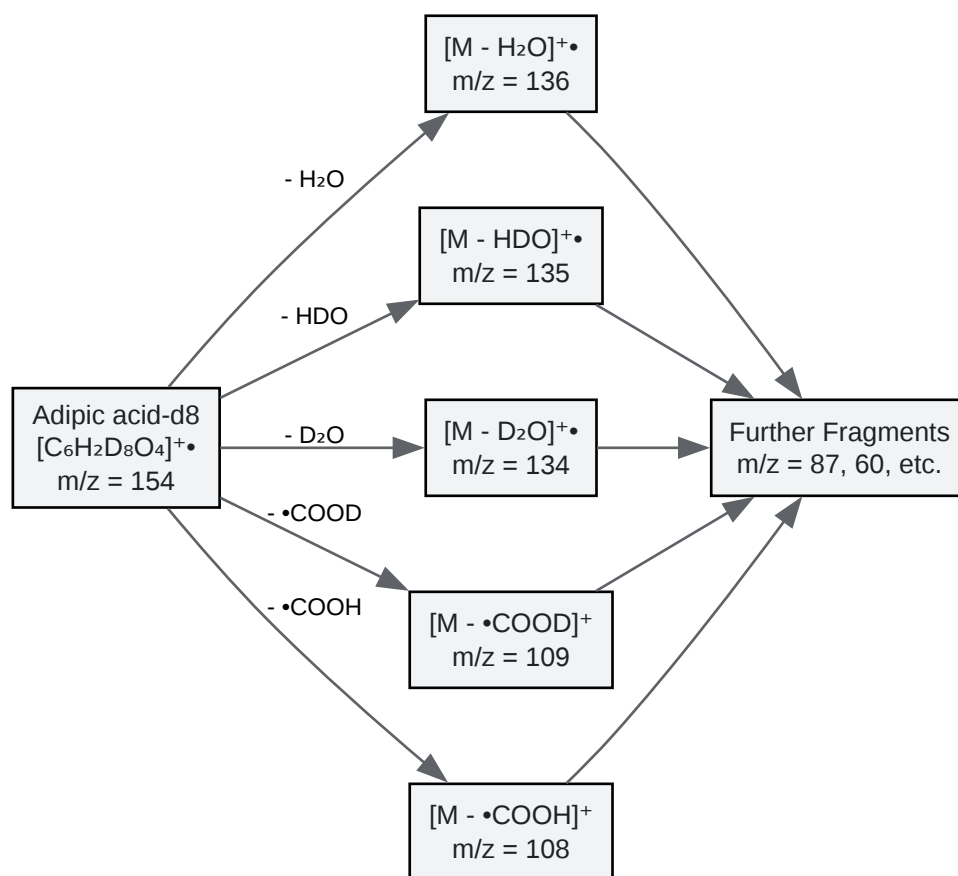 [M - H₂O]⁺•
m/z = 136
- H₂O
[M - HDO]⁺•
m/z = 135
- HDO
Adipic acid-d8
[C₆H₂D₈O₄]⁺•
m/z = 154
- D₂O
[M - D₂O]⁺•
m/z = 134
Further Fragments
m/z = 87, 60, etc.
- •COOD
- •COOH
[M - •COOD]⁺
m/z = 109
[M - •COOH]⁺
m/z = 108